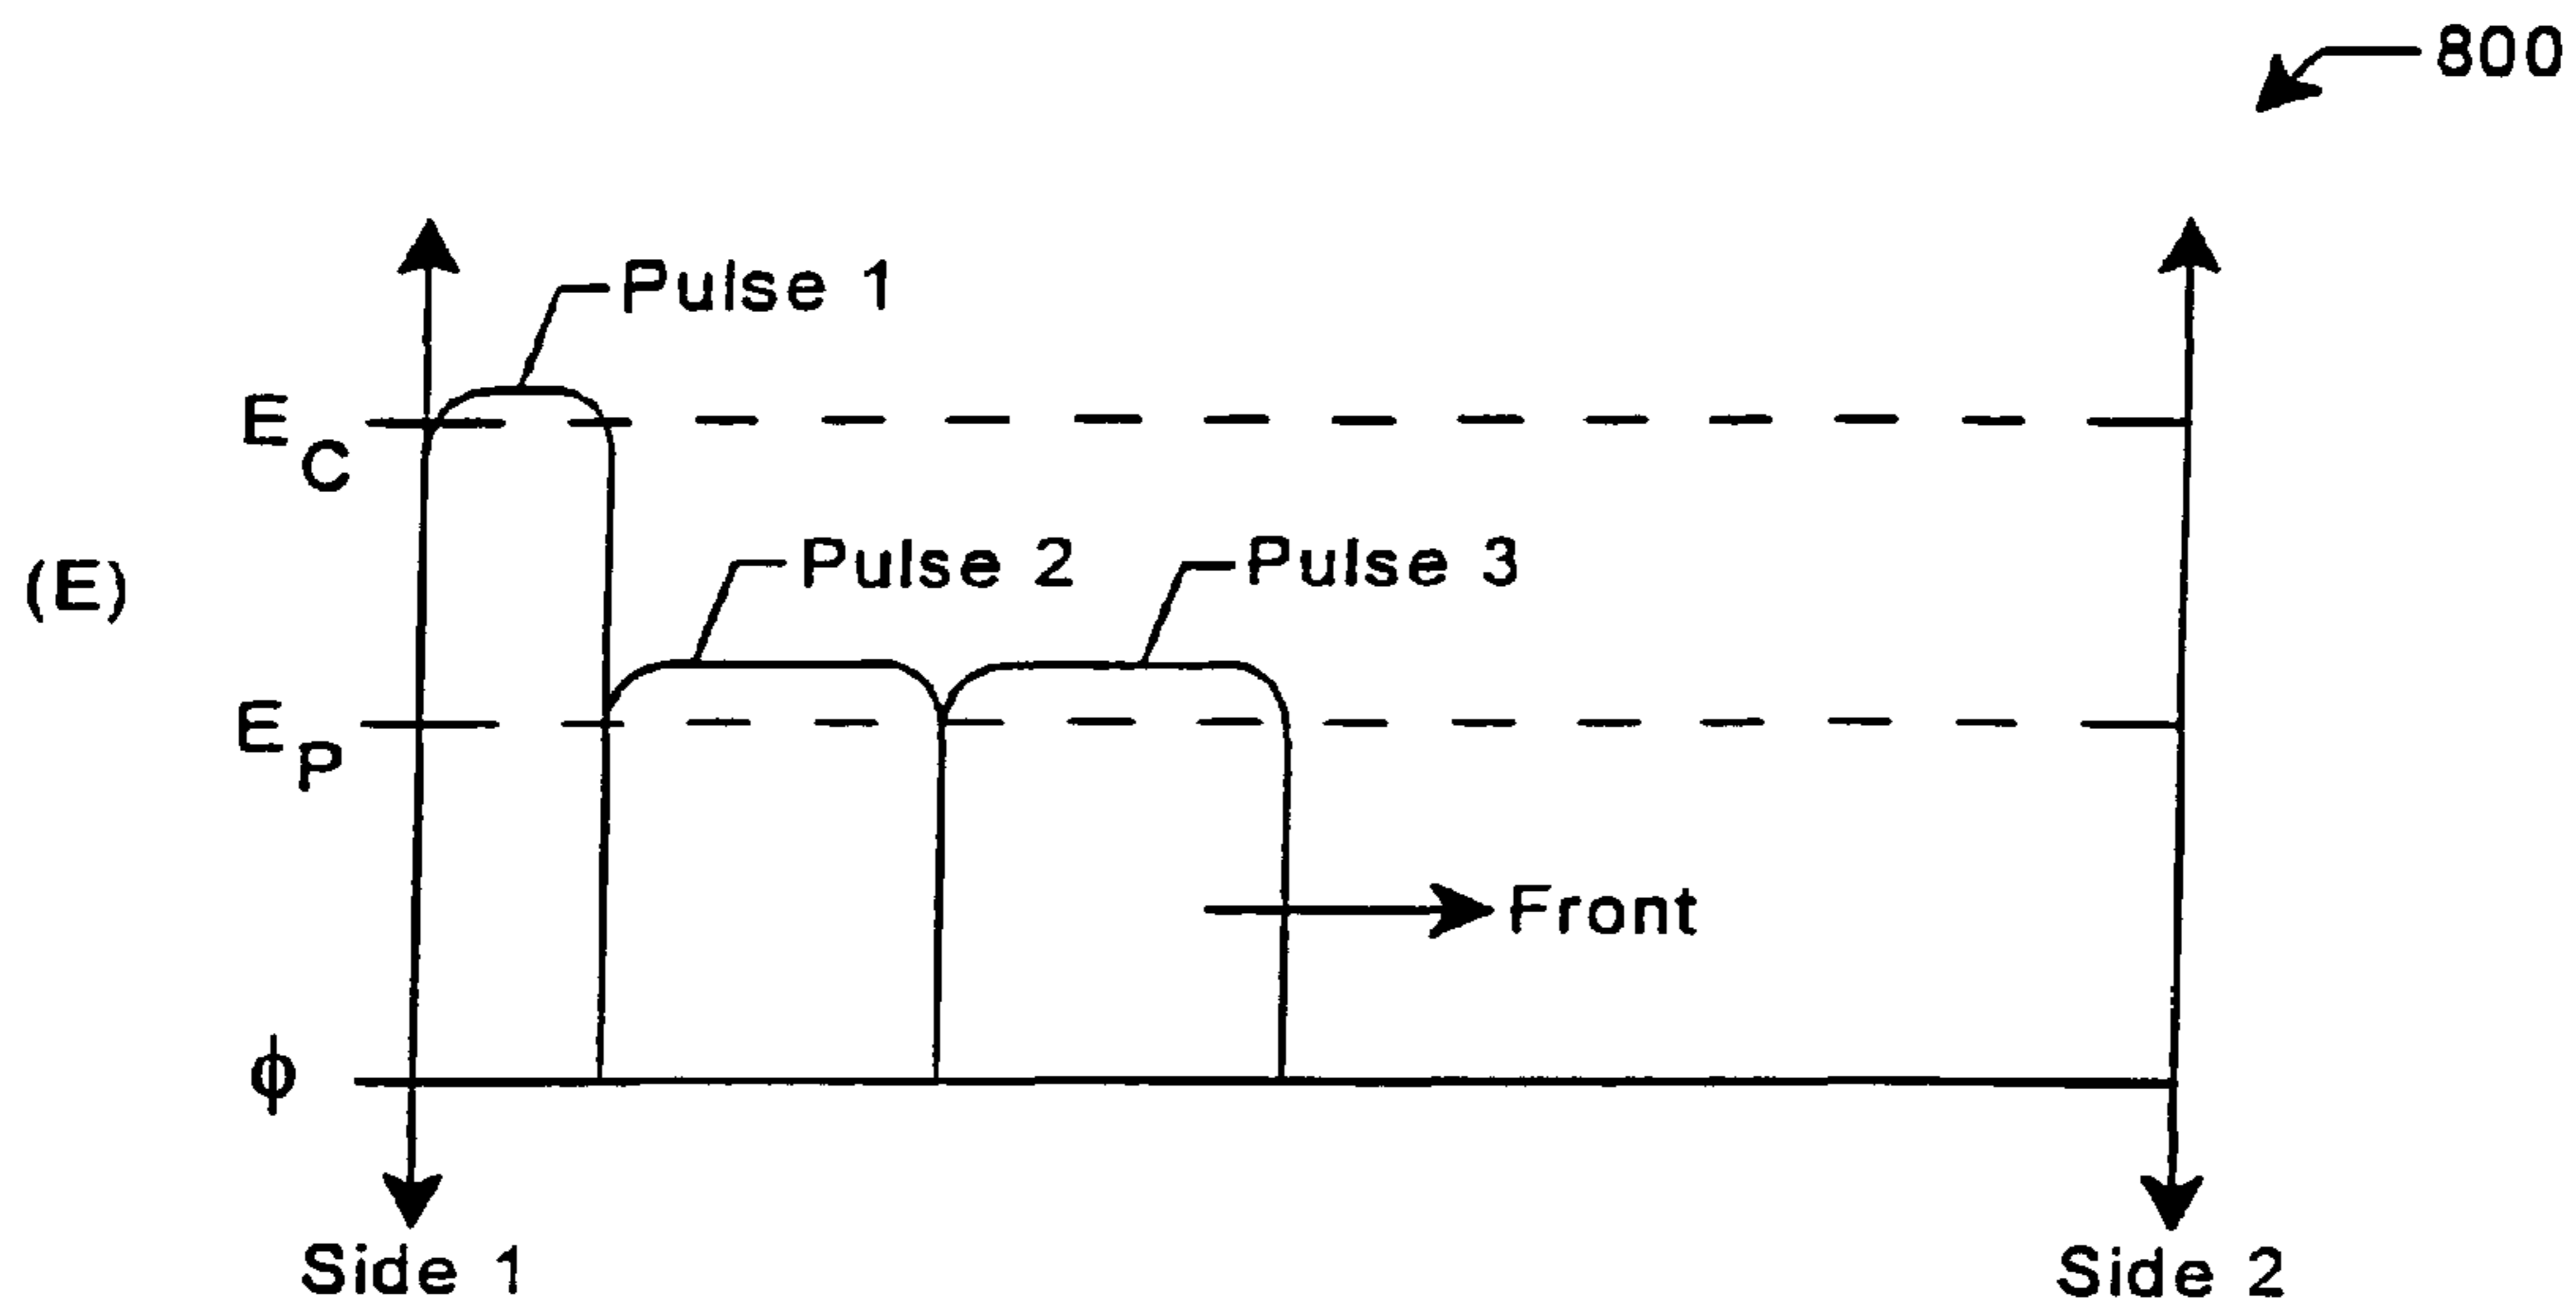 800
Pulse 1
E_C
(E)
Pulse 2
Pulse 3
E_P
Front
ϕ
Side 1
Side 2